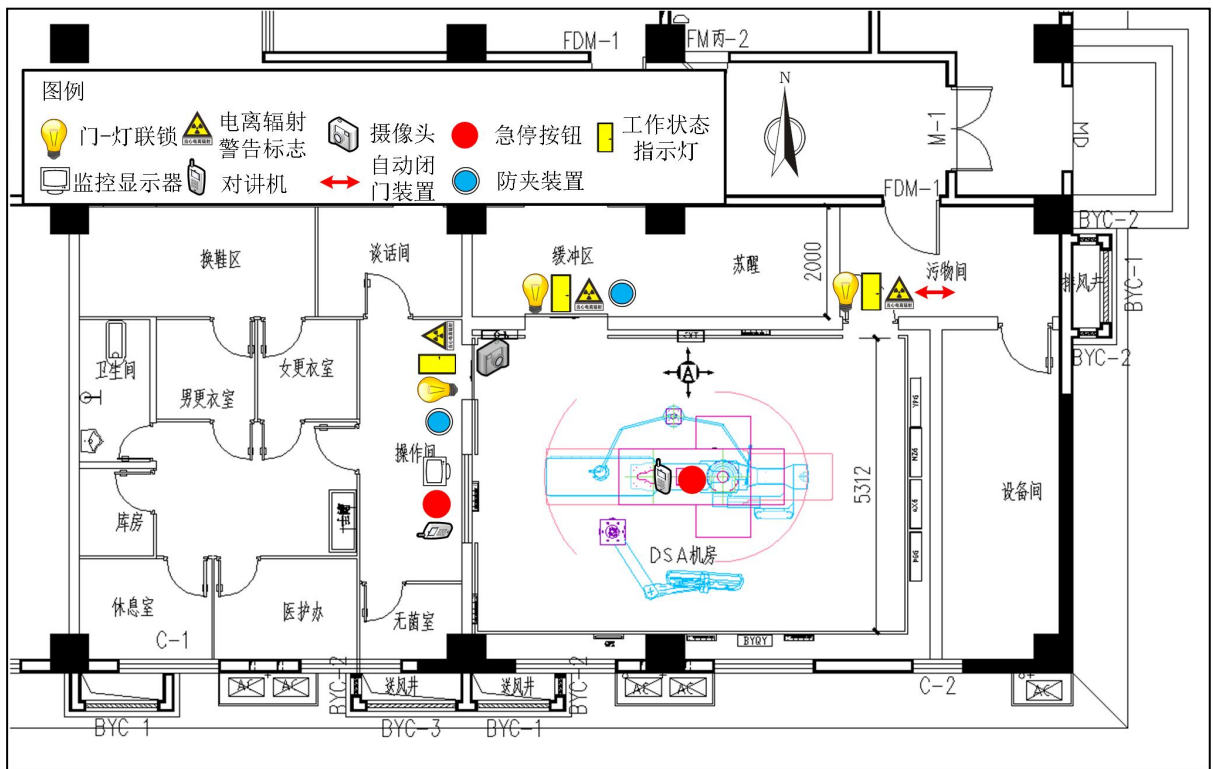 FDM-1
FM丙-2
图例
门-灯联锁
电离辐射
警告标志
摄像头
急停按钮
工作状态
指示灯
监控显示器
对讲机
自动闭
门装置
防夹装置
N
M-1
MD
FDM-1
换鞋区
谈话间
缓冲区
苏醒
2000
污物间
BYC-2
排风井
BYC-1
BYC-2
卫生间
男更衣室
女更衣室
操作间
A
5312
设备间
库房
DSA机房
休息室
C-1
医护办
无菌室
BYQY
BYC-2
BYC-2
C-2
AC
AC
送风井
送风井
AC
AC
AC
BYC 1
BYC-3
BYC-1